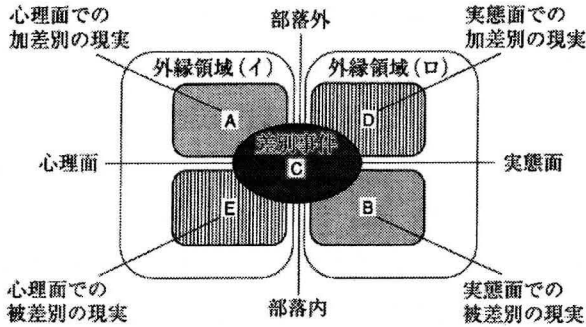 心理面での
加差別の現実
部落外
実態面での
加差別の現実
外縁領域(イ)
外縁領域(ロ)
A
D
差別事件
心理面
C
実態面
E
B
心理面での
被差別の現実
部落内
実態面での
被差別の現実